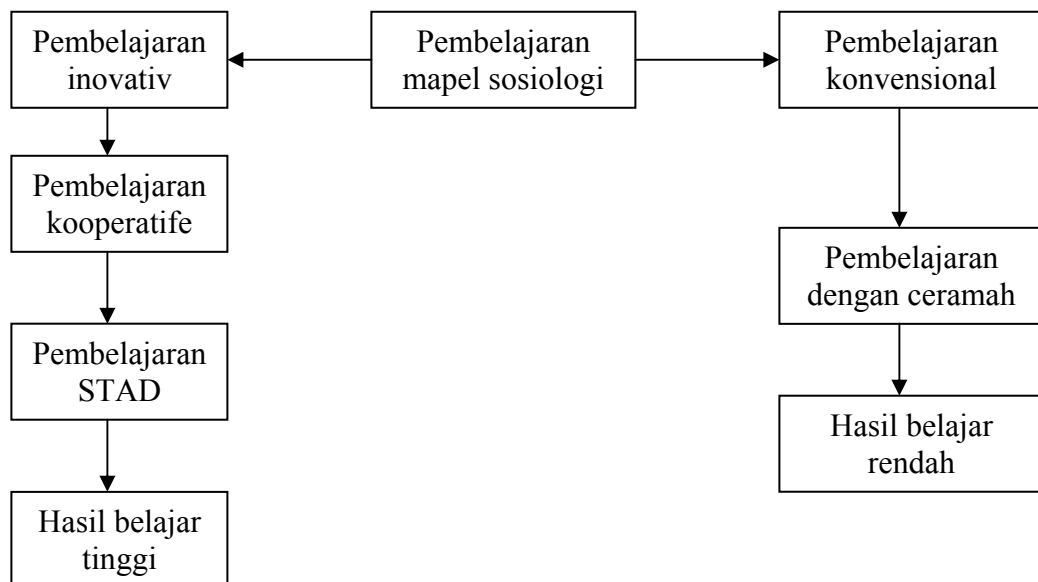 Pembelajaran
inovativ
Pembelajaran
mapel sosiologi
Pembelajaran
konvensional
Pembelajaran
kooperatife
Pembelajaran
dengan ceramah
Pembelajaran
STAD
Hasil belajar
rendah
Hasil belajar
tinggi